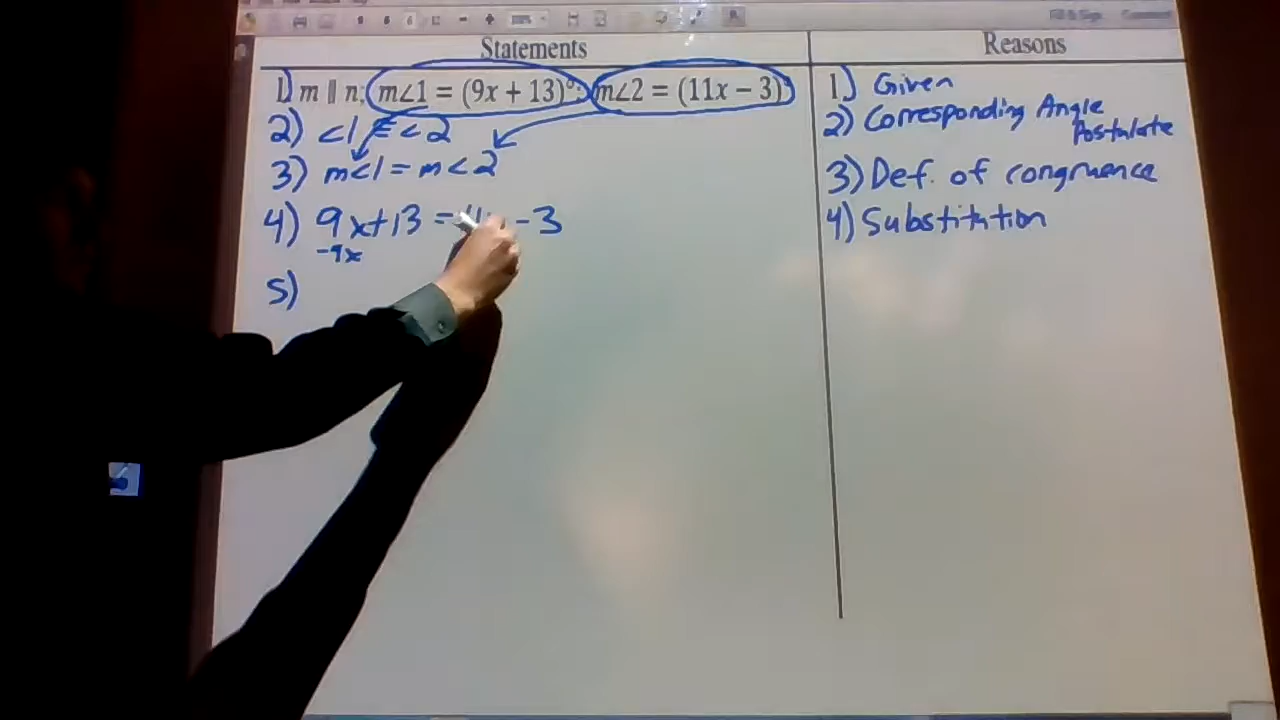 Statements Reasons
1.) m ∥ n; m∠1 = (9x + 13)°; m∠2 = (11x − 3)° 1.) Given
2) ∠1 ≅ ∠2 2) Corresponding Angle Postulate
3) m∠1 = m∠2 3) Def. of congruence
4) 9x+13 = -3 4) Substitution
-9x
5)